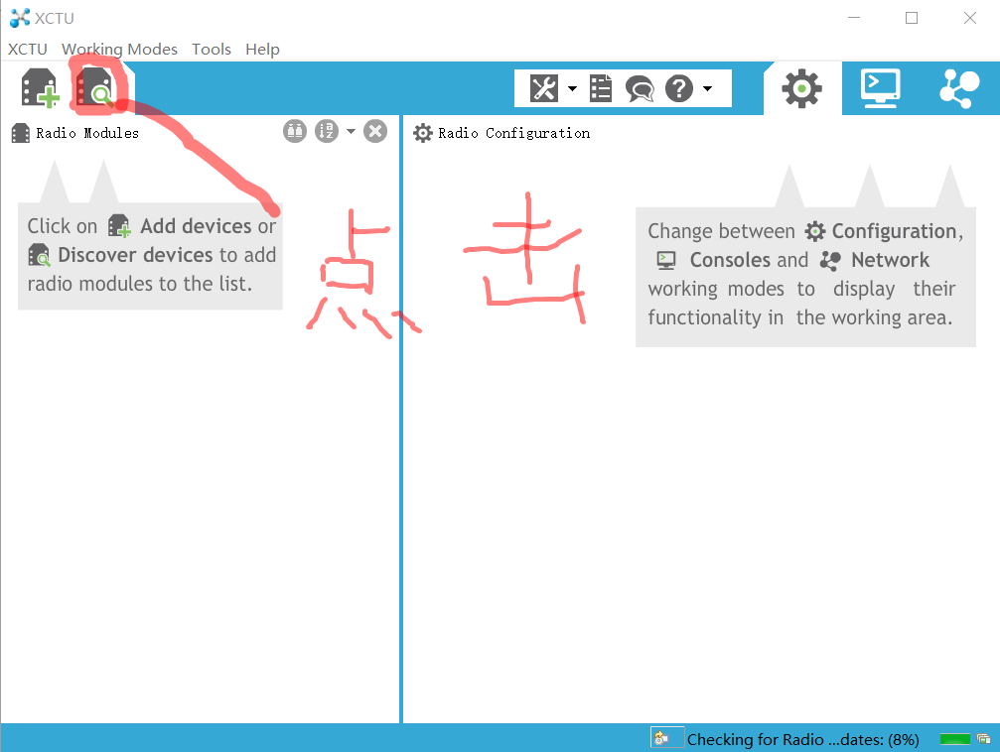 XCTU
XCTU Working Modes Tools Help
Radio Modules
Radio Configuration
Click on Add devices or
Discover devices to add
radio modules to the list.
点击
Change between Configuration,
Consoles and Network
working modes to display their
functionality in the working area.
Checking for Radio ...dates: (8%)